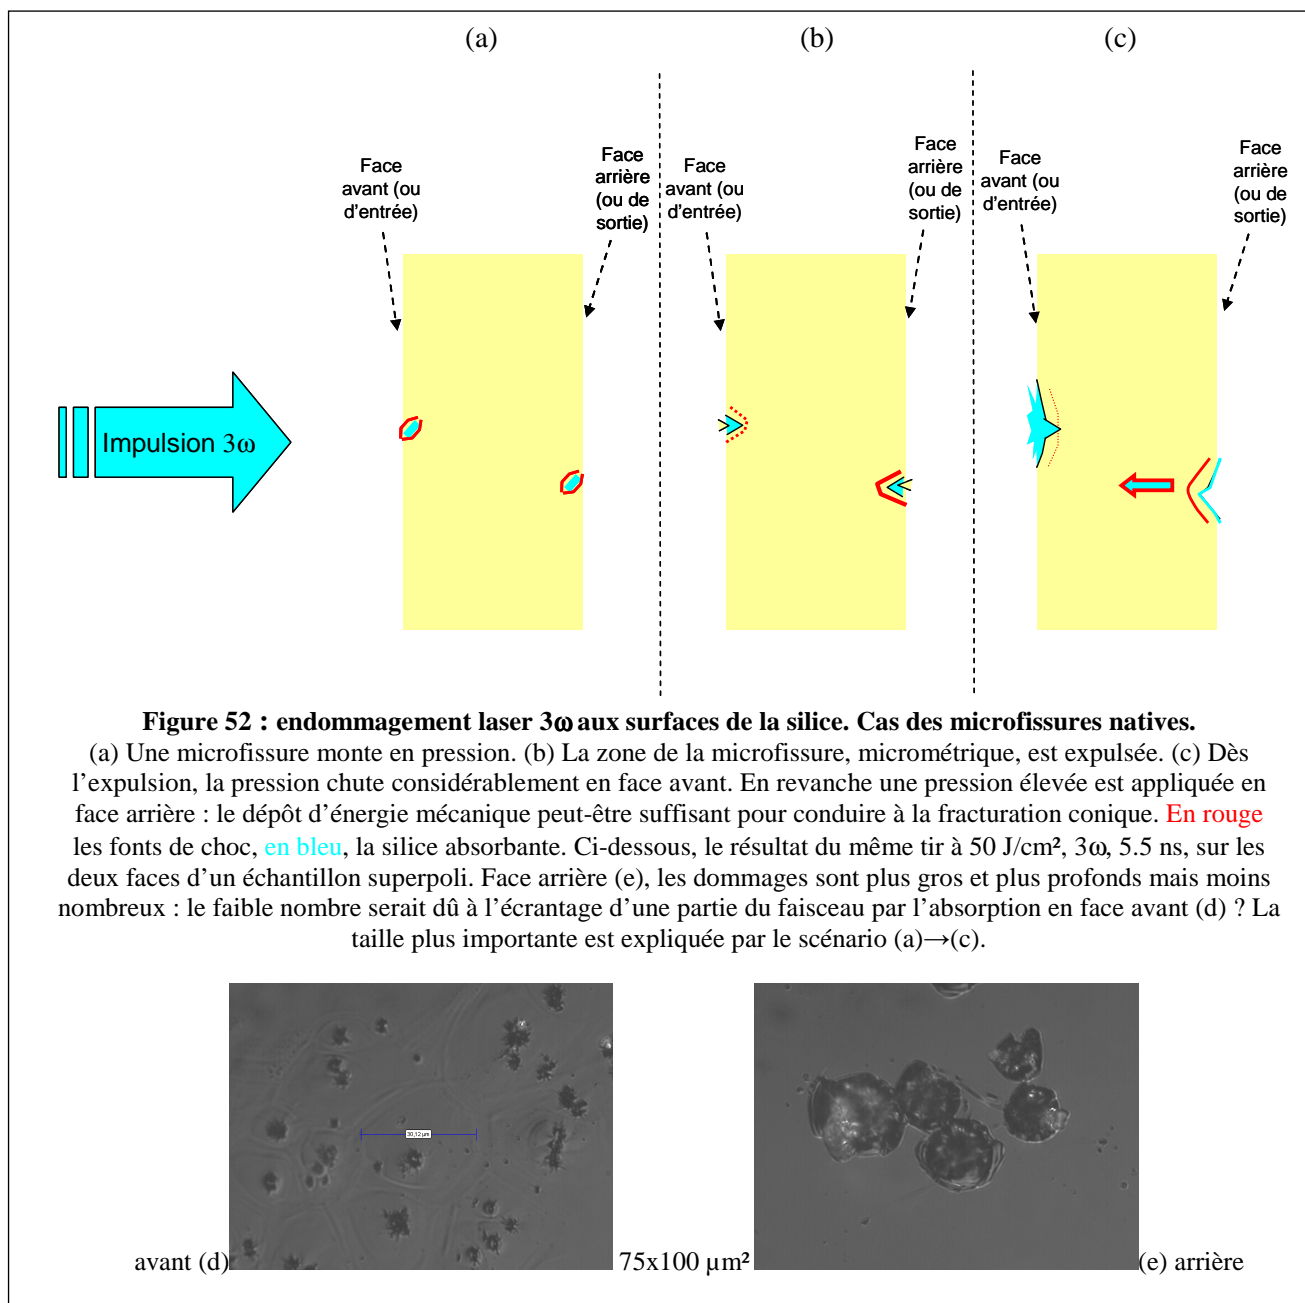 (a)
(b)
(c)
Face
avant (ou
d'entrée)
Face
arrière
(ou de
sortie)
Face
avant (ou
d'entrée)
Face
arrière
(ou de
sortie)
Face
avant (ou
d'entrée)
Face
arrière
(ou de
sortie)
Impulsion 3ω
Figure 52 : endommagement laser 3ω aux surfaces de la silice. Cas des microfissures natives.
(a) Une microfissure monte en pression. (b) La zone de la microfissure, micrométrique, est expulsée. (c) Dès
l'expulsion, la pression chute considérablement en face avant. En revanche une pression élevée est appliquée en
face arrière : le dépôt d'énergie mécanique peut-être suffisant pour conduire à la fracturation conique. En rouge
les fonts de choc, en bleu, la silice absorbante. Ci-dessous, le résultat du même tir à 50 J/cm², 3ω, 5.5 ns, sur les
deux faces d'un échantillon superpoli. Face arrière (e), les dommages sont plus gros et plus profonds mais moins
nombreux : le faible nombre serait dû à l'écrantage d'une partie du faisceau par l'absorption en face avant (d) ? La
taille plus importante est expliquée par le scénario (a)→(c).
30,12 µm
avant (d)
75x100 µm²
(e) arrière